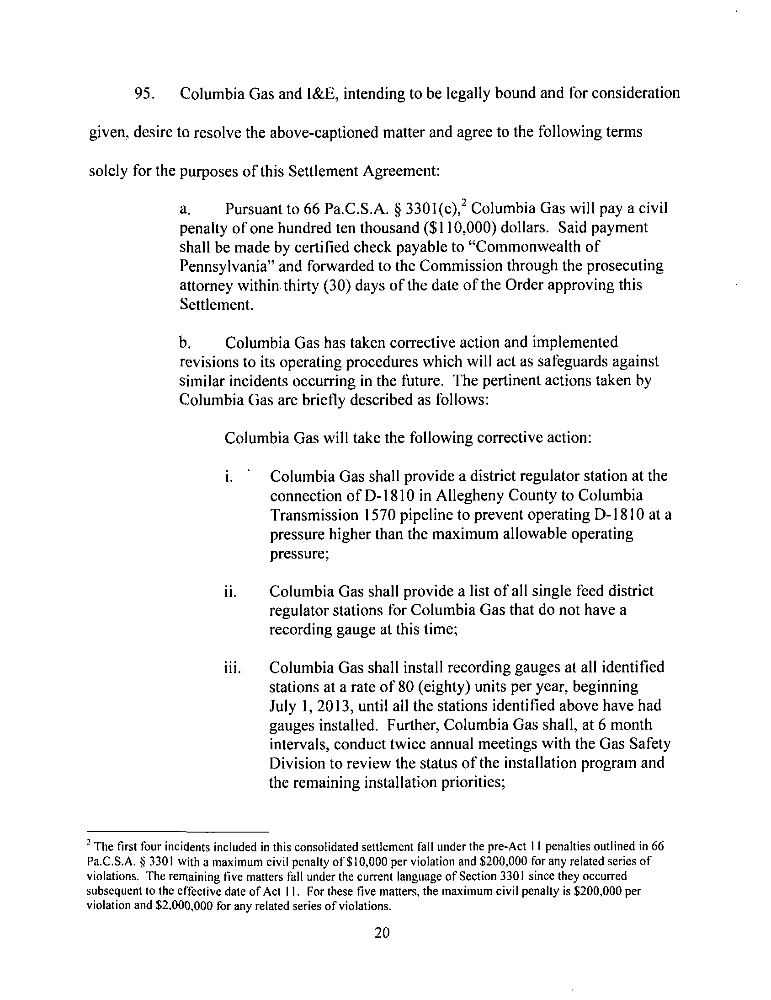 95. Columbia Gas and I&E, intending to be legally bound and for consideration
given, desire to resolve the above-captioned matter and agree to the following terms
solely for the purposes of this Settlement Agreement:
a. Pursuant to 66 Pa.C.S.A. § 3301(c),² Columbia Gas will pay a civil
penalty of one hundred ten thousand ($110,000) dollars. Said payment
shall be made by certified check payable to “Commonwealth of
Pennsylvania” and forwarded to the Commission through the prosecuting
attorney within thirty (30) days of the date of the Order approving this
Settlement.
b. Columbia Gas has taken corrective action and implemented
revisions to its operating procedures which will act as safeguards against
similar incidents occurring in the future. The pertinent actions taken by
Columbia Gas are briefly described as follows:
Columbia Gas will take the following corrective action:
i. Columbia Gas shall provide a district regulator station at the
connection of D-1810 in Allegheny County to Columbia
Transmission 1570 pipeline to prevent operating D-1810 at a
pressure higher than the maximum allowable operating
pressure;
ii. Columbia Gas shall provide a list of all single feed district
regulator stations for Columbia Gas that do not have a
recording gauge at this time;
iii. Columbia Gas shall install recording gauges at all identified
stations at a rate of 80 (eighty) units per year, beginning
July 1, 2013, until all the stations identified above have had
gauges installed. Further, Columbia Gas shall, at 6 month
intervals, conduct twice annual meetings with the Gas Safety
Division to review the status of the installation program and
the remaining installation priorities;
² The first four incidents included in this consolidated settlement fall under the pre-Act 11 penalties outlined in 66
Pa.C.S.A. § 3301 with a maximum civil penalty of $10,000 per violation and $200,000 for any related series of
violations. The remaining five matters fall under the current language of Section 3301 since they occurred
subsequent to the effective date of Act 11. For these five matters, the maximum civil penalty is $200,000 per
violation and $2,000,000 for any related series of violations.
20